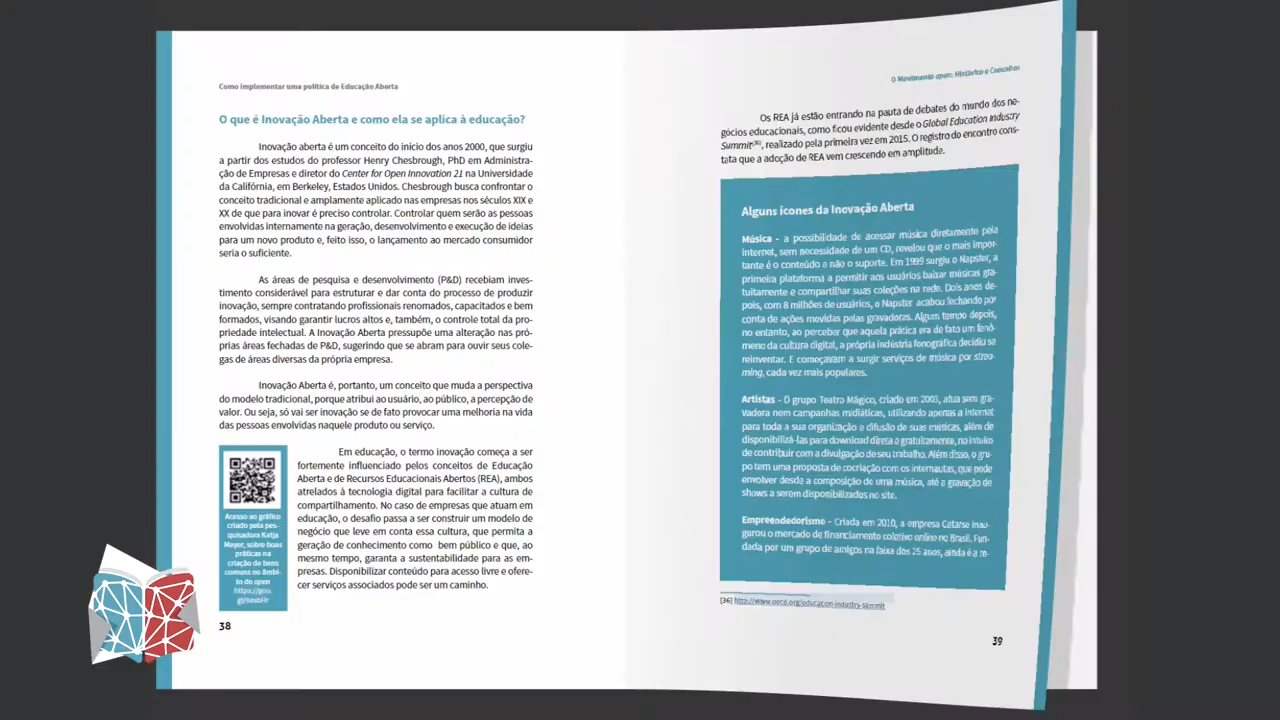 Como implementar uma política de Educação Aberta
O que é Inovação Aberta e como ela se aplica à educação?
Inovação aberta é um conceito do início dos anos 2000, que surgiu
a partir dos estudos do professor Henry Chesbrough, PhD em Administra-
ção de Empresas e diretor do Center for Open Innovation 21 na Universidade
da Califórnia, em Berkeley, Estados Unidos. Chesbrough busca confrontar o
conceito tradicional e amplamente aplicado nas empresas nos séculos XIX e
XX de que para inovar é preciso controlar. Controlar quem serão as pessoas
envolvidas internamente na geração, desenvolvimento e execução de ideias
para um novo produto e, feito isso, o lançamento ao mercado consumidor
seria o suficiente.
As áreas de pesquisa e desenvolvimento (P&D) recebiam inves-
timento considerável para estruturar e dar conta do processo de produzir
inovação, sempre contratando profissionais renomados, capacitados e bem
formados, visando garantir lucros altos e, também, o controle total da pro-
priedade intelectual. A Inovação Aberta pressupõe uma alteração nas pró-
prias áreas fechadas de P&D, sugerindo que se abram para ouvir seus cole-
gas de áreas diversas da própria empresa.
Inovação Aberta é, portanto, um conceito que muda a perspectiva
do modelo tradicional, porque atribui ao usuário, ao público, a percepção de
valor. Ou seja, só vai ser inovação se de fato provocar uma melhoria na vida
das pessoas envolvidas naquele produto ou serviço.
Em educação, o termo inovação começa a ser
fortemente influenciado pelos conceitos de Educação
Aberta e de Recursos Educacionais Abertos (REA), ambos
atrelados à tecnologia digital para facilitar a cultura de
compartilhamento. No caso de empresas que atuam em
educação, o desafio passa a ser construir um modelo de
negócio que leve em conta essa cultura, que permita a
geração de conhecimento como bem público e que, ao
mesmo tempo, garanta a sustentabilidade para as em-
presas. Disponibilizar conteúdo para acesso livre e ofere-
cer serviços associados pode ser um caminho.
Acesso ao gráfico
criado pela pes-
quisadora Katja
Mayer, sobre boas
práticas na
criação de bens
comuns no âmbi-
to do open
https://goo.
38
O Movimento open: Histórico e Conceitos
Os REA já estão entrando na pauta de debates do mundo dos ne-
gócios educacionais, como ficou evidente desde o Global Education Industry
Summit[36], realizado pela primeira vez em 2015. O registro do encontro cons-
tata que a adoção de REA vem crescendo em amplitude.
Alguns ícones da Inovação Aberta
Música - a possibilidade de acessar música diretamente pela
internet, sem necessidade de um CD, revelou que o mais impor-
tante é o conteúdo e não o suporte. Em 1999 surgiu o Napster, a
primeira plataforma a permitir aos usuários baixar músicas gra-
tuitamente e compartilhar suas coleções na rede. Dois anos de-
pois, com 8 milhões de usuários, o Napster acabou fechando por
conta de ações movidas pelas gravadoras. Algum tempo depois,
no entanto, ao perceber que aquela prática era de fato um fenô-
meno da cultura digital, a própria indústria fonográfica decidiu se
reinventar. E começavam a surgir serviços de música por strea-
ming, cada vez mais populares.
Artistas - O grupo Teatro Mágico, criado em 2003, atua sem gra-
vadora nem campanhas midiáticas, utilizando apenas a internet
para toda a sua organização e difusão de suas músicas, além de
disponibilizá-las para download direta e gratuitamente, no intuito
de contribuir com a divulgação de seu trabalho. Além disso, o gru-
po tem uma proposta de cocriação com os internautas, que pode
envolver desde a composição de uma música, até a gravação de
shows a serem disponibilizados no site.
Empreendedorismo - Criada em 2010, a empresa Catarse inau-
gurou o mercado de financiamento coletivo online no Brasil. Fun-
dada por um grupo de amigos na faixa dos 25 anos, ainda é a re-
[36] http://www.oecd.org/education-industry-summit
39